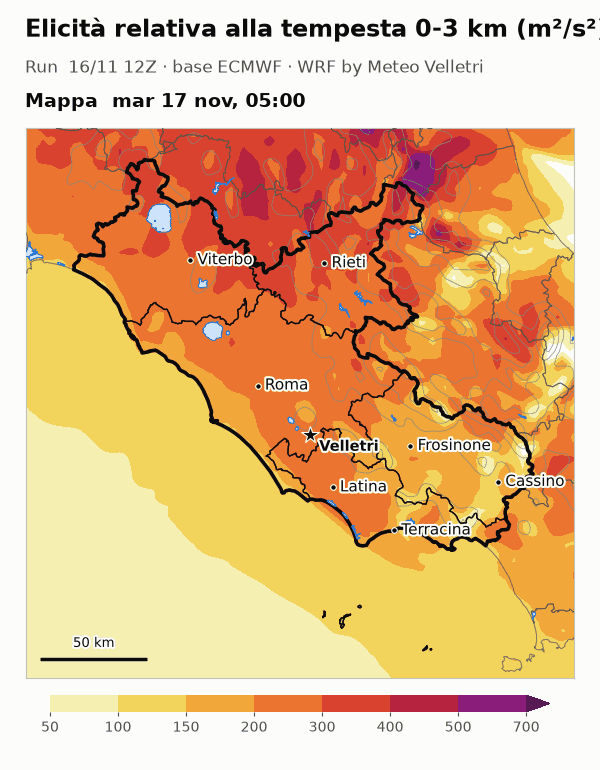 Elicità relativa alla tempesta 0-3 km (m²/s²)
Run 16/11 12Z · base ECMWF · WRF by Meteo Velletri
Mappa mar 17 nov, 05:00
Viterbo
Rieti
Roma
Velletri
Frosinone
Cassino
Latina
Terracina
50 km
50 100 150 200 300 400 500 700